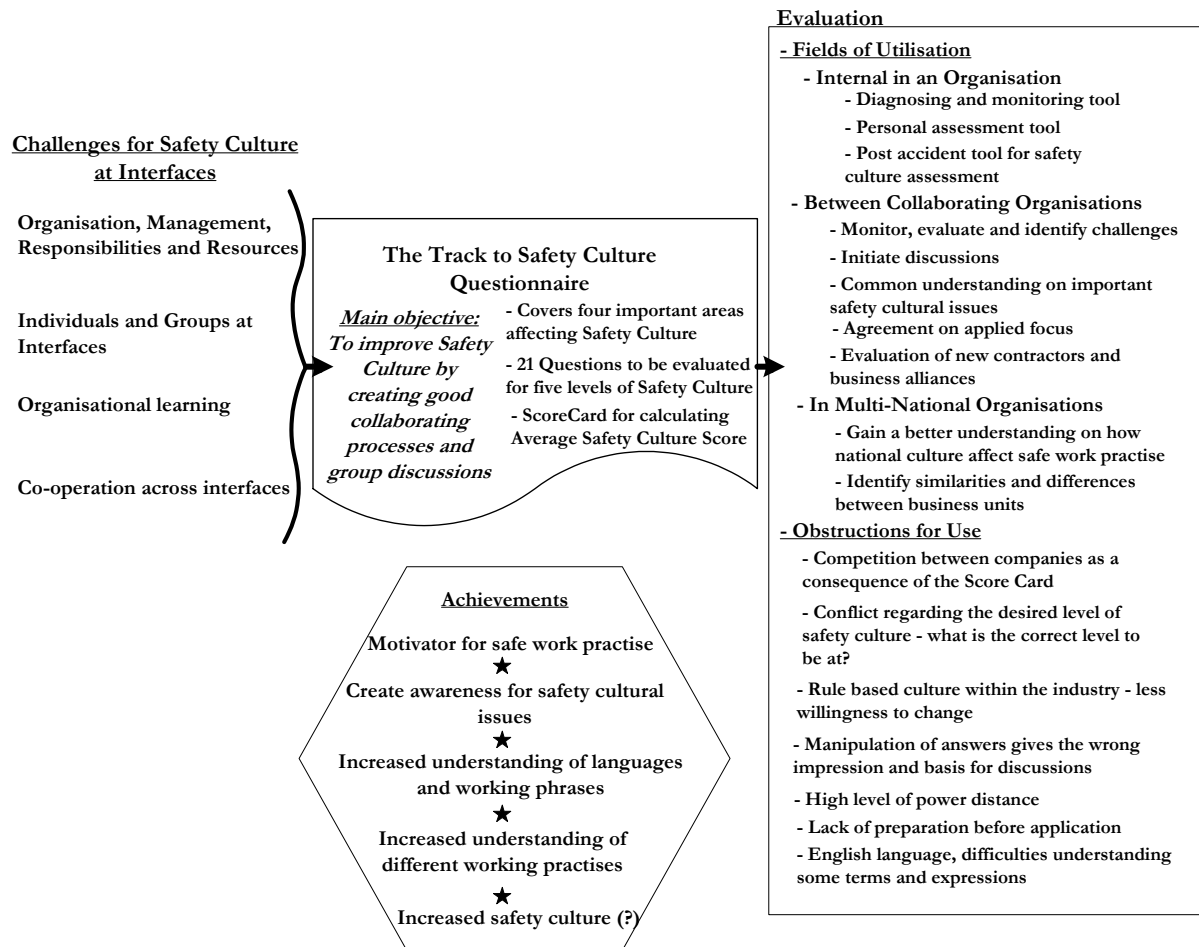 Challenges for Safety Culture
at Interfaces
Organisation, Management,
Responsibilities and Resources
Individuals and Groups at
Interfaces
Organisational learning
Co-operation across interfaces
The Track to Safety Culture
Questionnaire
Main objective:
To improve Safety
Culture by
creating good
collaborating
processes and
group discussions
- Covers four important areas
affecting Safety Culture
- 21 Questions to be evaluated
for five levels of Safety Culture
- ScoreCard for calculating
Average Safety Culture Score
Achievements
Motivator for safe work practise
Create awareness for safety cultural
issues
Increased understanding of languages
and working phrases
Increased understanding of
different working practises
Increased safety culture (?)
Evaluation
- Fields of Utilisation
- Internal in an Organisation
- Diagnosing and monitoring tool
- Personal assessment tool
- Post accident tool for safety
culture assessment
- Between Collaborating Organisations
- Monitor, evaluate and identify challenges
- Initiate discussions
- Common understanding on important
safety cultural issues
- Agreement on applied focus
- Evaluation of new contractors and
business alliances
- In Multi-National Organisations
- Gain a better understanding on how
national culture affect safe work practise
- Identify similarities and differences
between business units
- Obstructions for Use
- Competition between companies as a
consequence of the Score Card
- Conflict regarding the desired level of
safety culture - what is the correct level to
be at?
- Rule based culture within the industry - less
willingness to change
- Manipulation of answers gives the wrong
impression and basis for discussions
- High level of power distance
- Lack of preparation before application
- English language, difficulties understanding
some terms and expressions